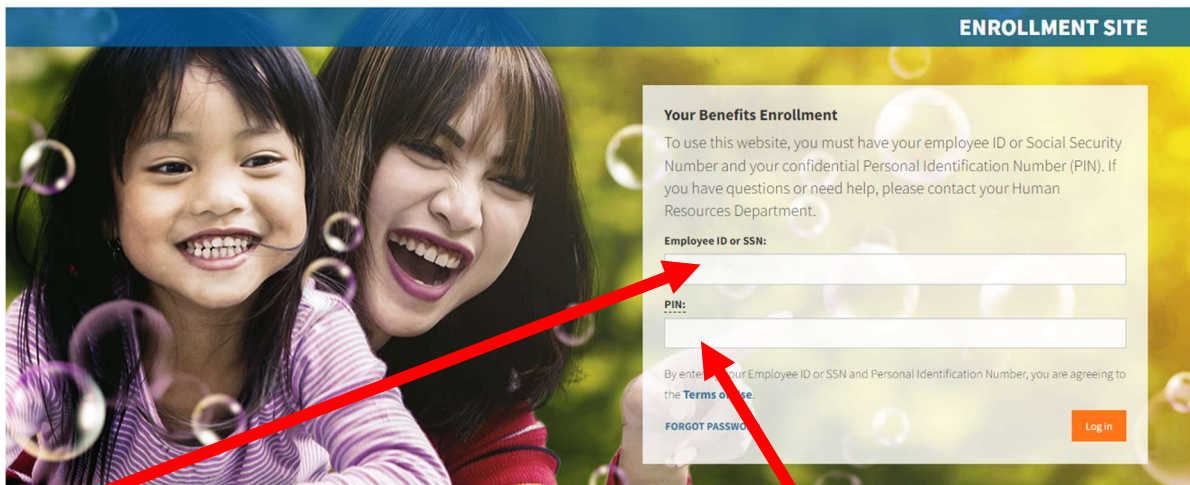 ENROLLMENT SITE
Your Benefits Enrollment
To use this website, you must have your employee ID or Social Security
Number and your confidential Personal Identification Number (PIN). If
you have questions or need help, please contact your Human
Resources Department.
Employee ID or SSN:
PIN:
By your Employee ID or SSN and Personal Identification Number, you are agreeing to
the Terms of
FORGOT
Log in